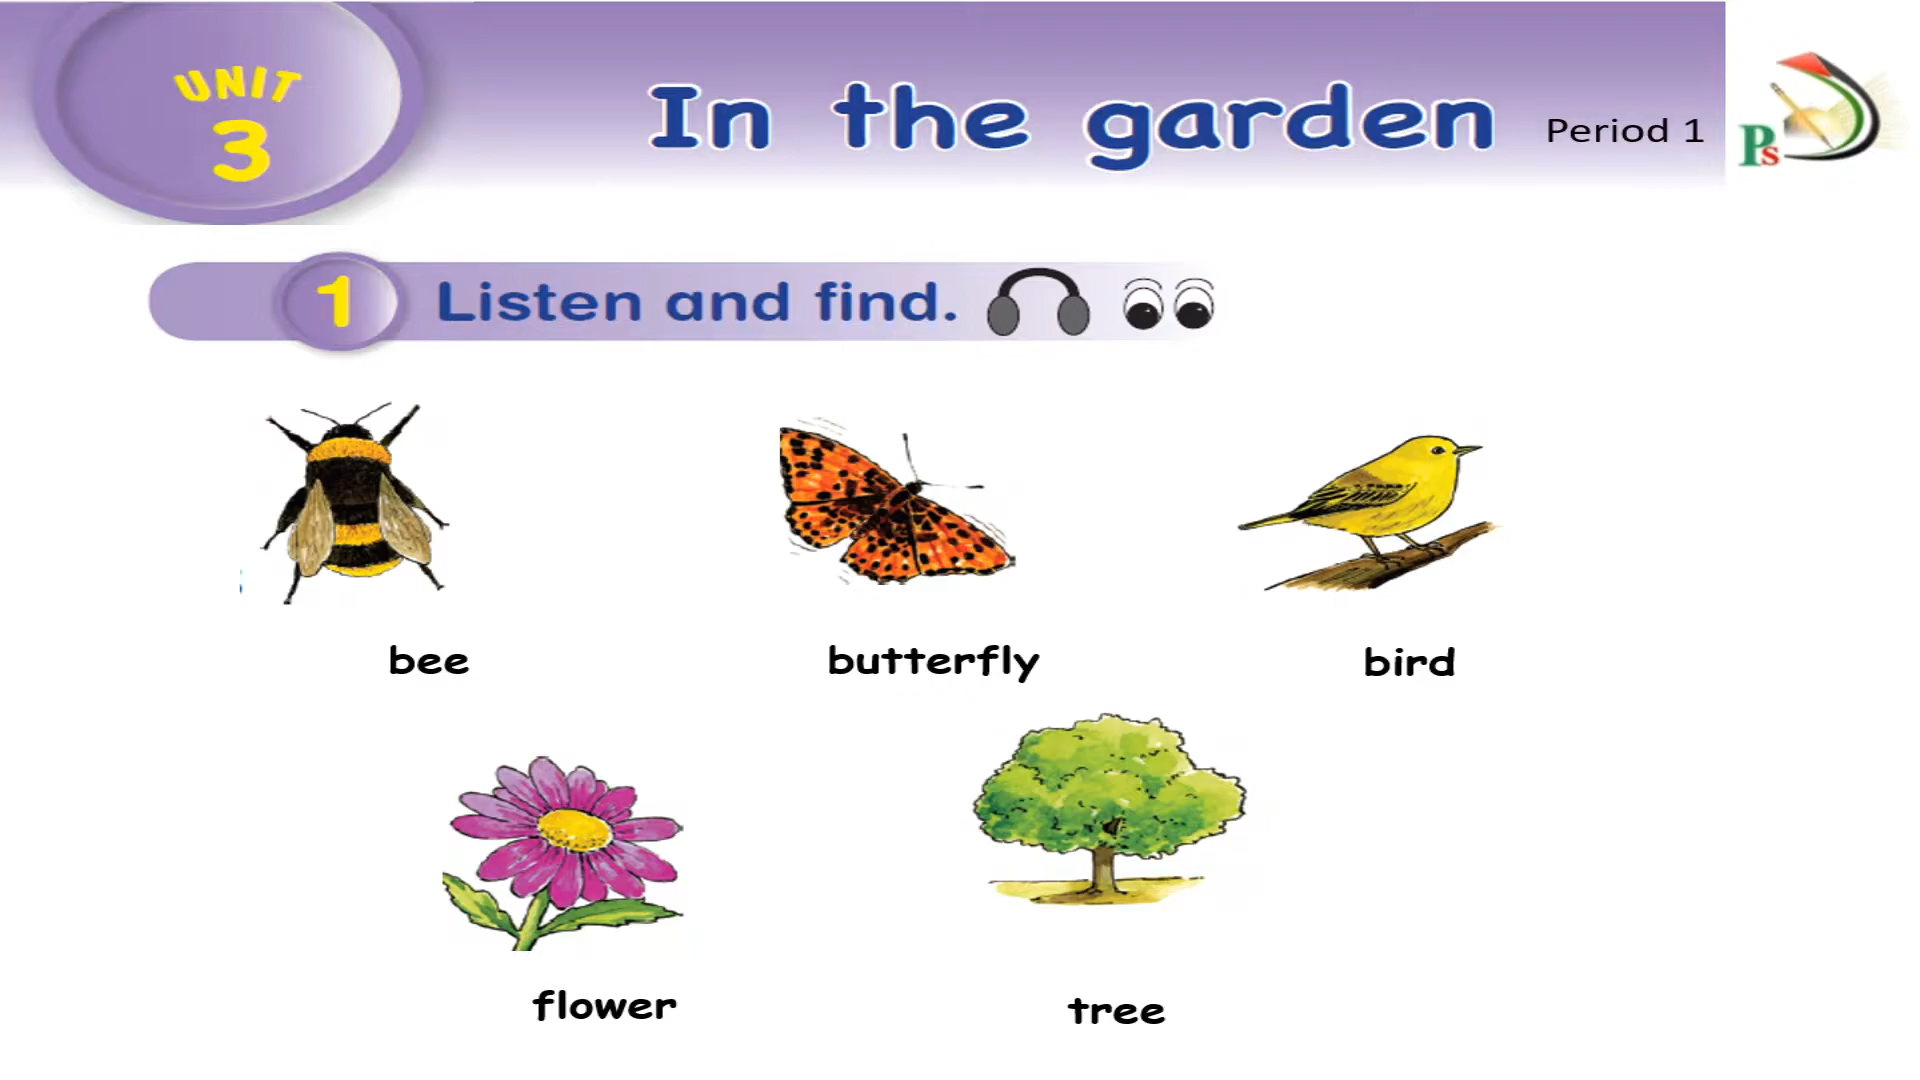 UNIT
3
In the garden
Period 1
Ps
1 Listen and find.
bee
butterfly
bird
flower
tree